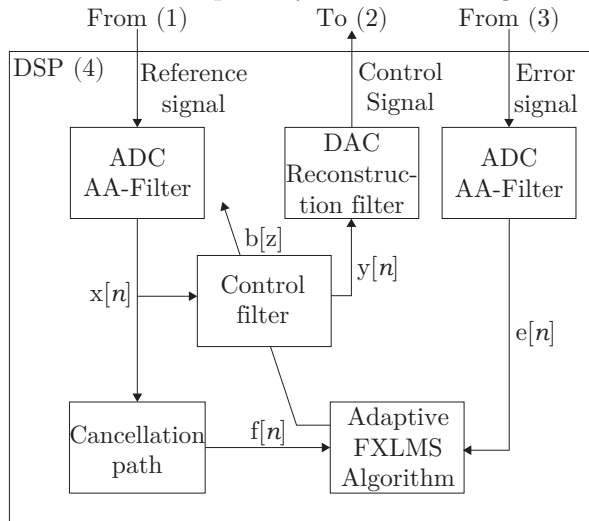 From (1)
To (2)
From (3)
DSP (4)
Reference
signal
Control
Signal
Error
signal
ADC
AA-Filter
DAC
Reconstruc-
tion filter
ADC
AA-Filter
b[z]
x[n]
Control
filter
y[n]
e[n]
Cancellation
path
f[n]
Adaptive
FXLMS
Algorithm